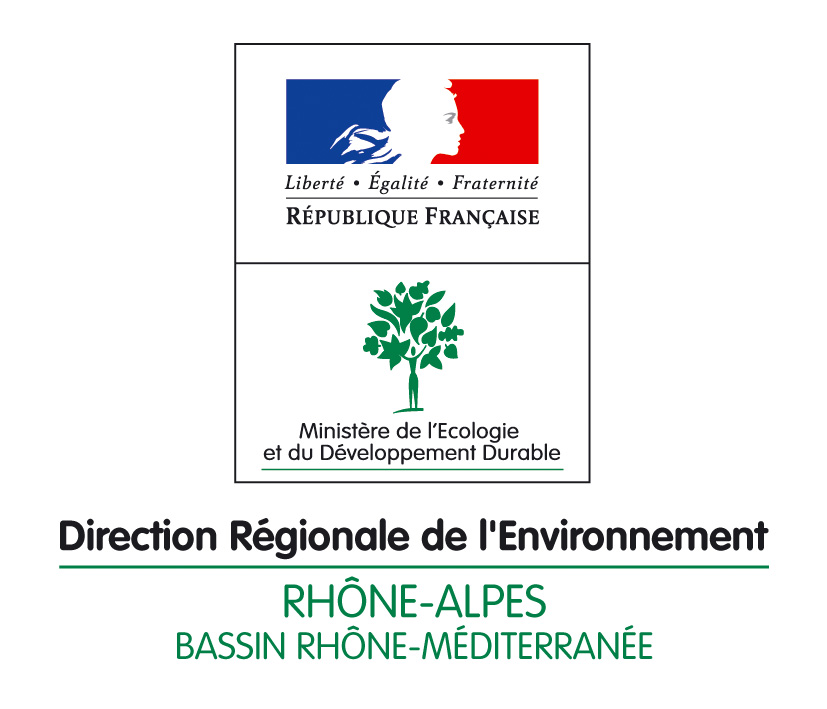 Liberté • Égalité • Fraternité
RÉPUBLIQUE FRANÇAISE
Ministère de l'Ecologie
et du Développement Durable
Direction Régionale de l'Environnement
RHÔNE-ALPES
BASSIN RHÔNE-MÉDITERRANÉE